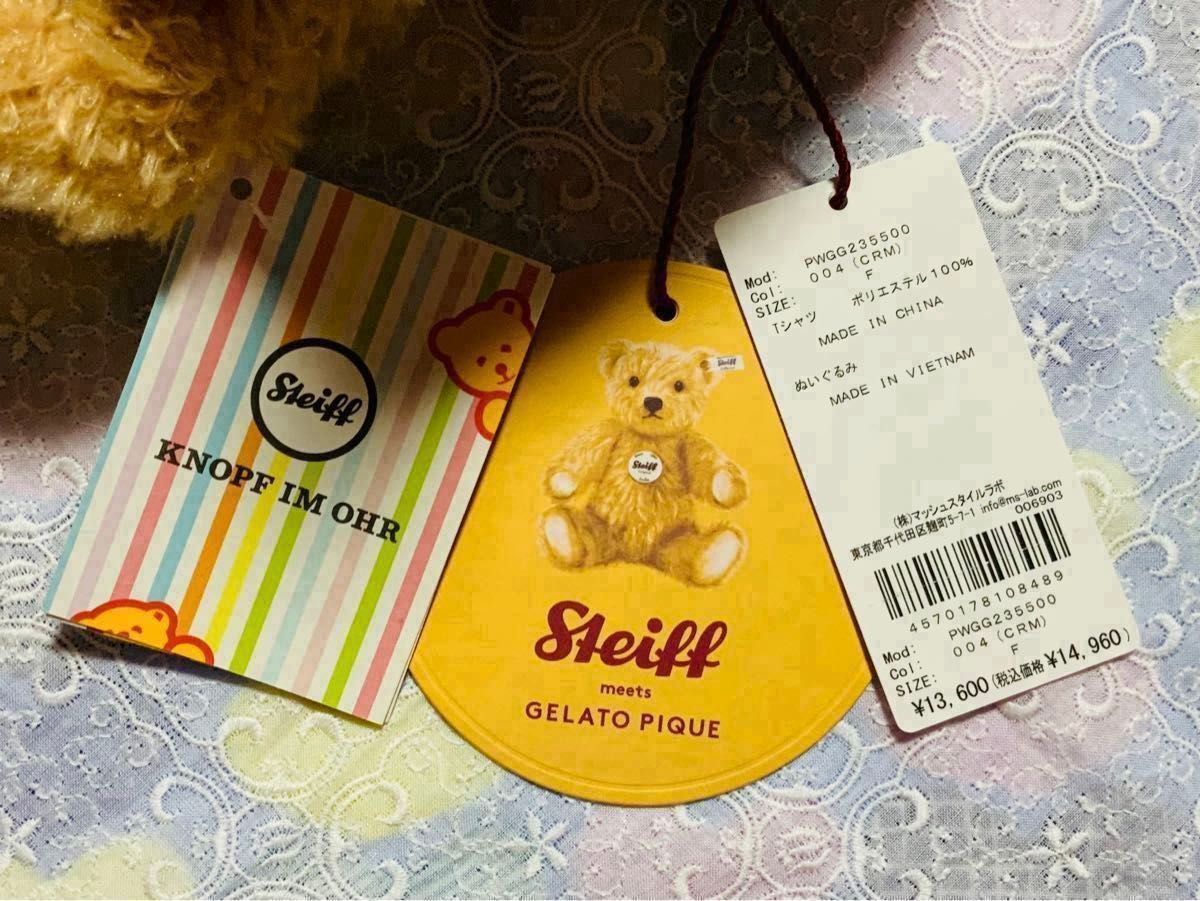 Steiff
KNOPF IM OHR
Steiff
Steiff
meets
GELATO PIQUE
Mod: PWGG235500
Col: 004 (CRM)
SIZE: F
Tシャツ ポリエステル100%
MADE IN CHINA
ぬいぐるみ
MADE IN VIETNAM
(株)マッシュスタイルラボ
東京都千代田区麹町5-7-1 info@ms-lab.com
006903
4570178108489
Mod: PWGG235500
Col: 004 (CRM)
SIZE: F
¥13,600(税込価格¥14,960)